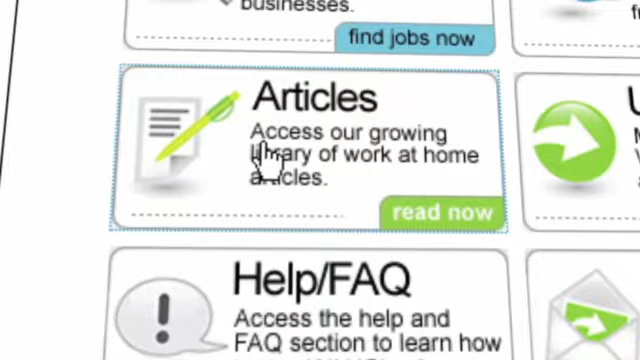 businesses.
find jobs now
Articles
Access our growing
library of work at home
articles.
read now
Help/FAQ
Access the help and
FAQ section to learn how